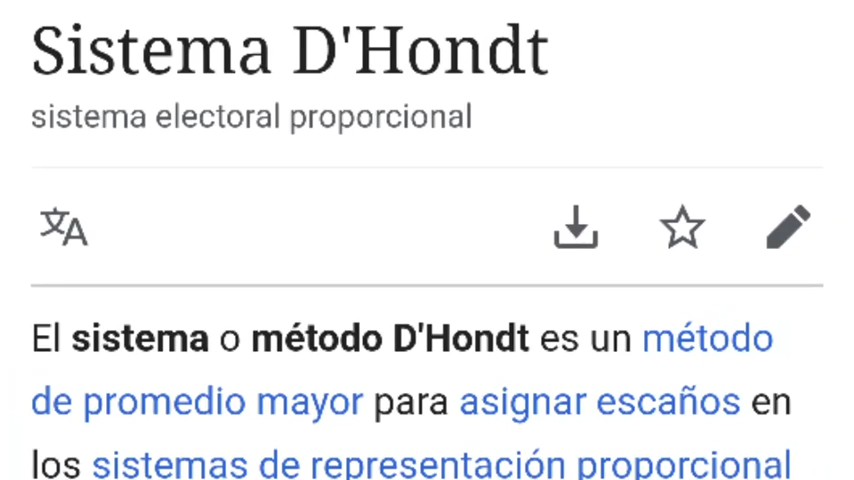 Sistema D'Hondt
sistema electoral proporcional
El sistema o método D'Hondt es un método
de promedio mayor para asignar escaños en
los sistemas de representación proporcional